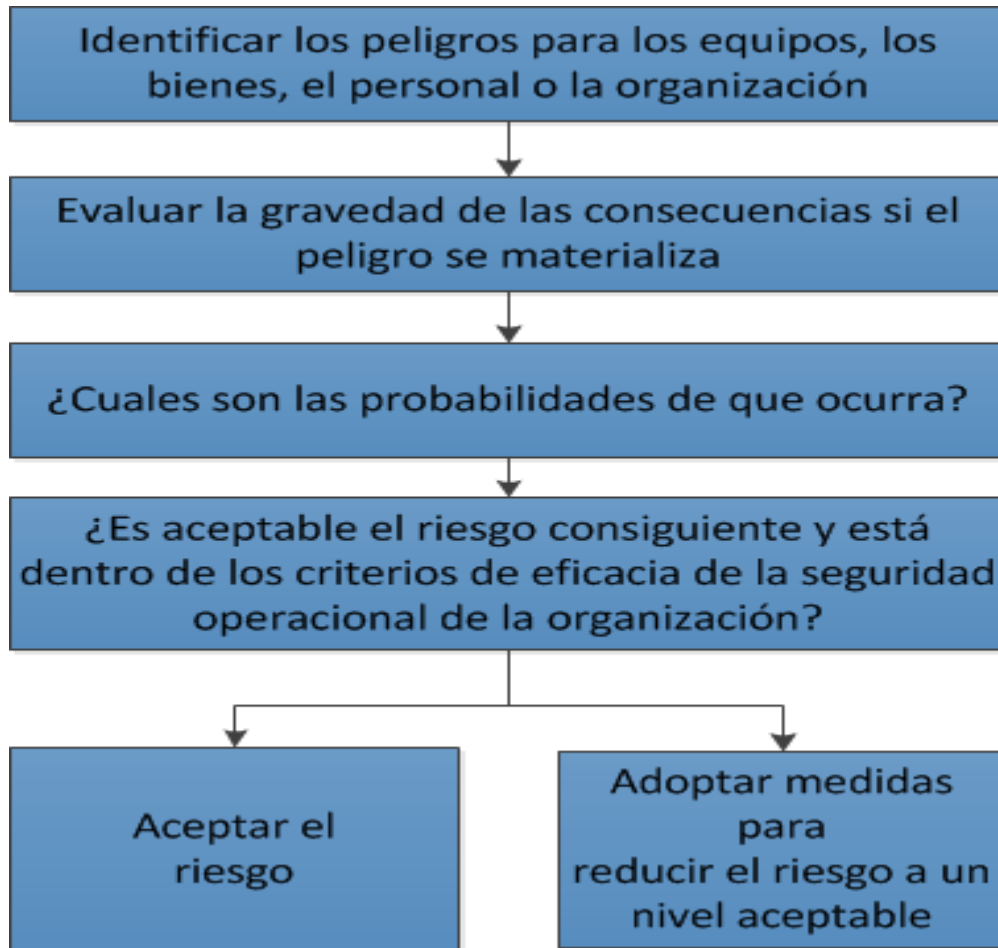 Identificar los peligros para los equipos, los
bienes, el personal o la organización
Evaluar la gravedad de las consecuencias si el
peligro se materializa
¿Cuales son las probabilidades de que ocurra?
¿Es aceptable el riesgo consiguiente y está
dentro de los criterios de eficacia de la seguridad
operacional de la organización?
Aceptar el
riesgo
Adoptar medidas
para
reducir el riesgo a un
nivel aceptable